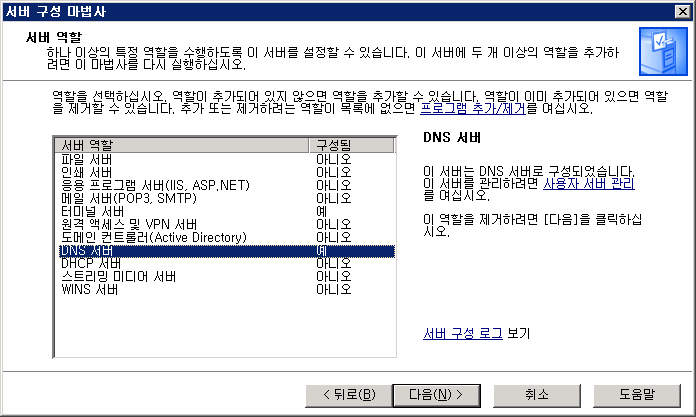 서버 구성 마법사
서버 역할
하나 이상의 특정 역할을 수행하도록 이 서버를 설정할 수 있습니다. 이 서버에 두 개 이상의 역할을 추가하
려면 이 마법사를 다시 실행하십시오.
역할을 선택하십시오. 역할이 추가되어 있지 않으면 역할을 추가할 수 있습니다. 역할이 이미 추가되어 있으면 역할
을 제거할 수 있습니다. 추가 또는 제거하려는 역할이 목록에 없으면 프로그램 추가/제거를 여십시오.
서버 역할 구성됨
파일 서버 아니오
인쇄 서버 아니오
응용 프로그램 서버(IIS, ASP.NET) 아니오
메일 서버(POP3, SMTP) 아니오
터미널 서버 예
원격 액세스 및 VPN 서버 아니오
도메인 컨트롤러(Active Directory) 아니오
DNS 서버 예
DHCP 서버 아니오
스트리밍 미디어 서버 아니오
WINS 서버 아니오
DNS 서버
이 서버는 DNS 서버로 구성되었습니다.
이 서버를 관리하려면 사용자 서버 관리
를 여십시오.
이 역할을 제거하려면 [다음]을 클릭하십
시오.
서버 구성 로그 보기
< 뒤로(B) 다음(N) > 취소 도움말